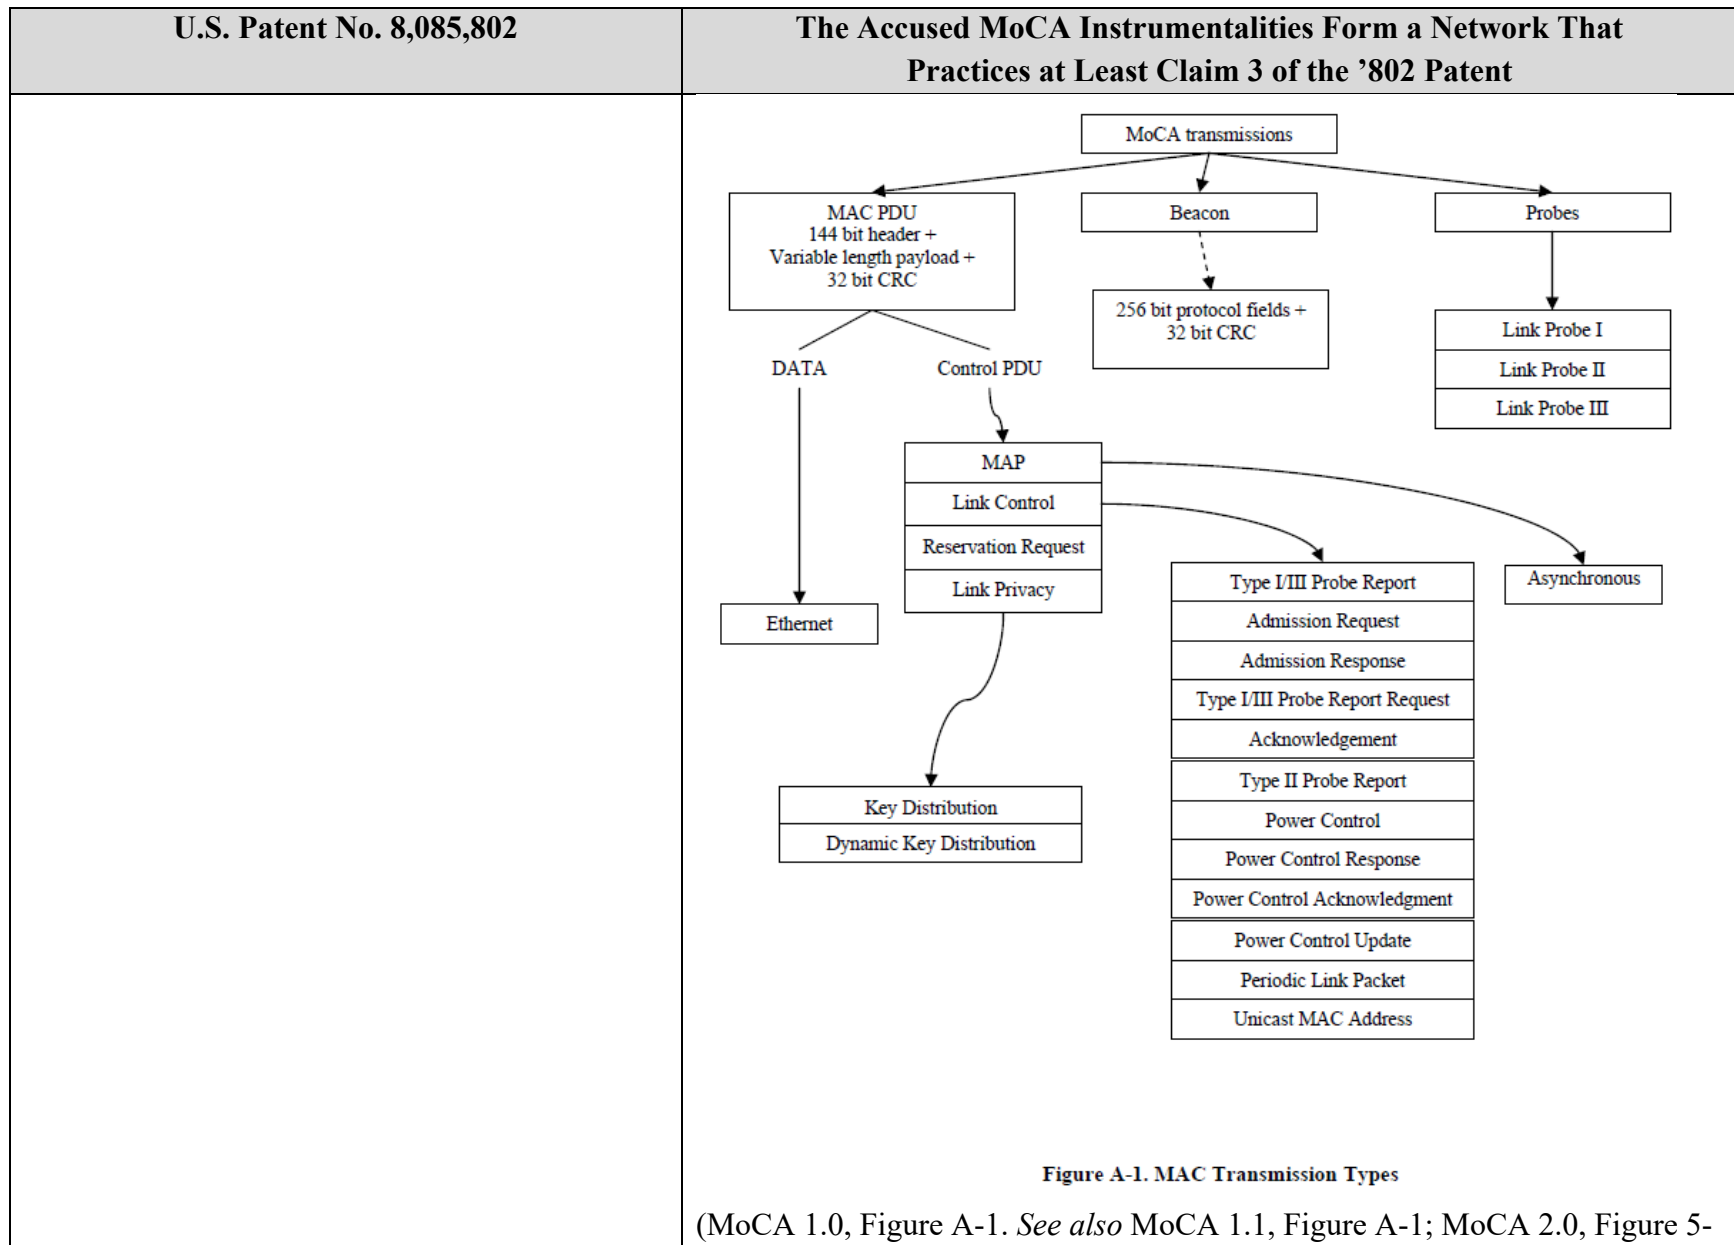 U.S. Patent No. 8,085,802
The Accused MoCA Instrumentalities Form a Network That
Practices at Least Claim 3 of the ’802 Patent
MoCA transmissions
MAC PDU
144 bit header +
Variable length payload +
32 bit CRC
Beacon
Probes
256 bit protocol fields +
32 bit CRC
Link Probe I
Link Probe II
Link Probe III
DATA
Control PDU
MAP
Link Control
Reservation Request
Link Privacy
Ethernet
Type I/III Probe Report
Admission Request
Admission Response
Type I/III Probe Report Request
Acknowledgement
Type II Probe Report
Power Control
Power Control Response
Power Control Acknowledgment
Power Control Update
Periodic Link Packet
Unicast MAC Address
Asynchronous
Key Distribution
Dynamic Key Distribution
Figure A-1. MAC Transmission Types
(MoCA 1.0, Figure A-1. See also MoCA 1.1, Figure A-1; MoCA 2.0, Figure 5-